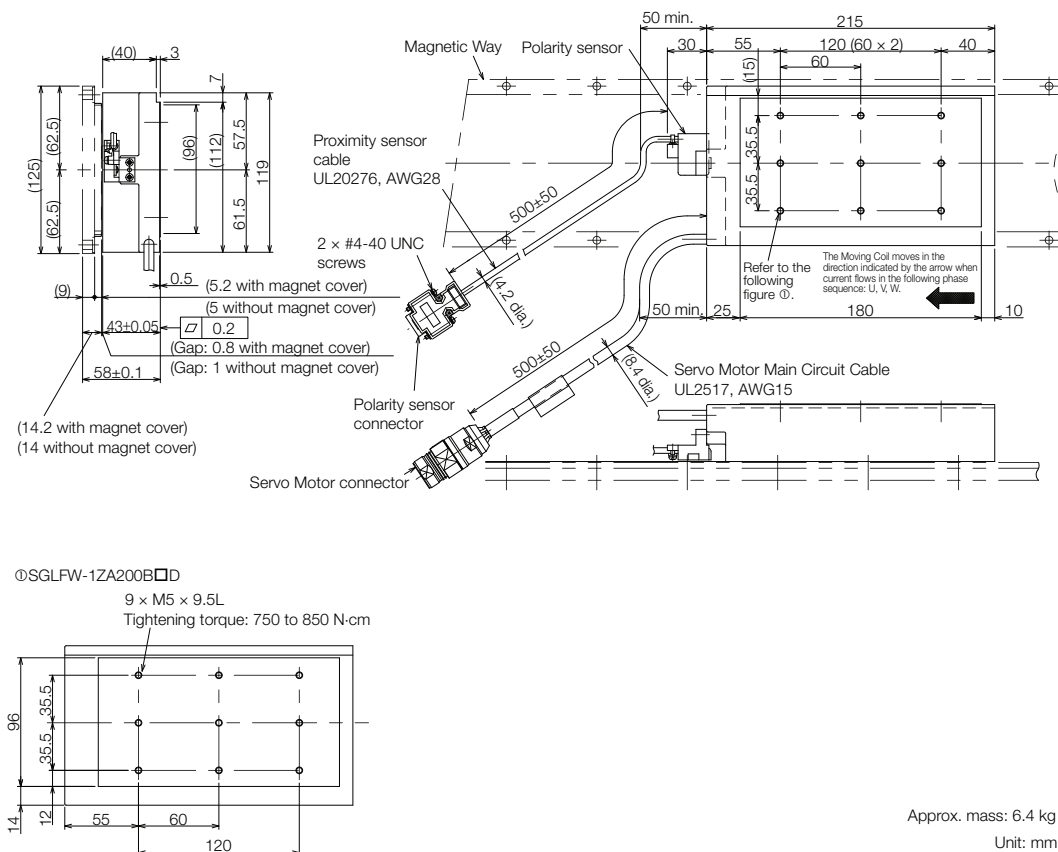 50 min.
215
(40)
3
30
55
120 (60 × 2)
40
Magnetic Way
Polarity sensor
60
7
(15)
Proximity sensor
cable
UL20276, AWG28
(125)
(62.5)
(62.5)
(96)
(112)
57.5
61.5
119
35.5
35.5
500±50
2 × #4-40 UNC
screws
(4.2 dia.)
Refer to the
following
figure ①.
The Moving Coil moves in the
direction indicated by the arrow when
current flows in the following phase
sequence: U, V, W.
0.5
(9)
(5.2 with magnet cover)
(5 without magnet cover)
43±0.05
0.2
(Gap: 0.8 with magnet cover)
(Gap: 1 without magnet cover)
58±0.1
(14.2 with magnet cover)
(14 without magnet cover)
50 min.
25
180
10
500±50
(8.4 dia.)
Servo Motor Main Circuit Cable
UL2517, AWG15
Polarity sensor
connector
Servo Motor connector
①SGLFW-1ZA200B□D
9 × M5 × 9.5L
Tightening torque: 750 to 850 N·cm
96
35.5
35.5
14
12
55
60
120
Approx. mass: 6.4 kg
Unit: mm